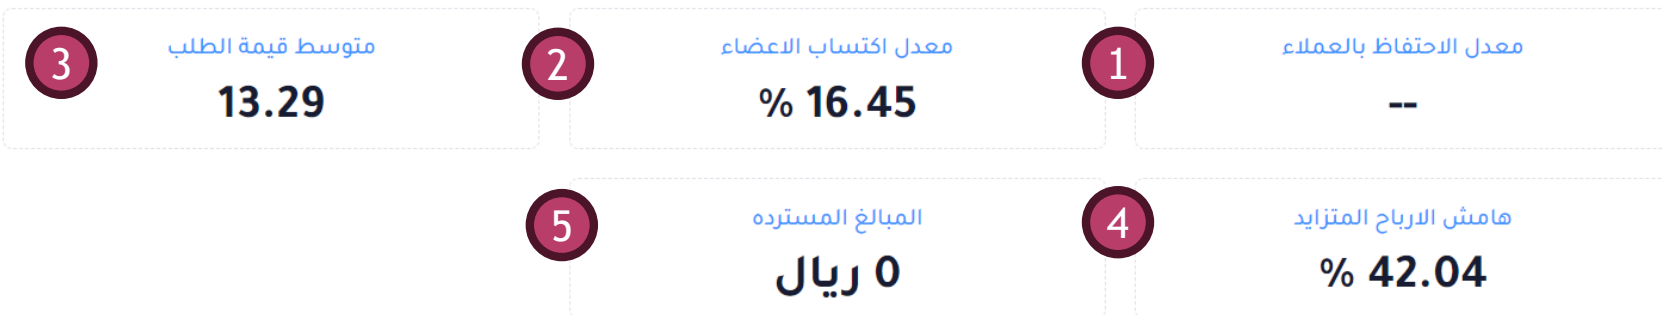 1
معدل الاحتفاظ بالعملاء
--
2
معدل اكتساب الاعضاء
16.45 %
3
متوسط قيمة الطلب
13.29
4
هامش الارباح المتزايد
42.04 %
5
المبالغ المسترده
0 ريال